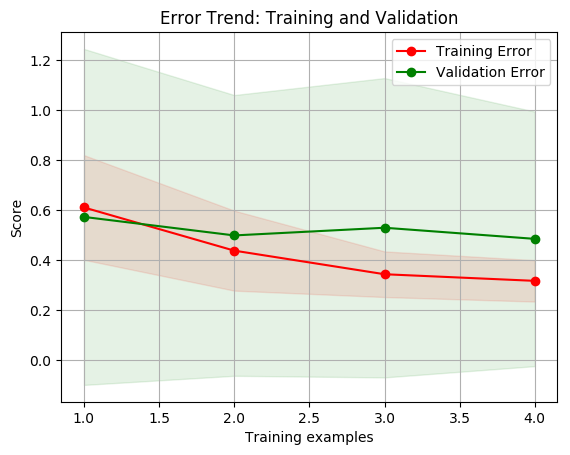 Error Trend: Training and Validation
Training Error
Validation Error
Score
1.2
1.0
0.8
0.6
0.4
0.2
0.0
1.0 1.5 2.0 2.5 3.0 3.5 4.0
Training examples